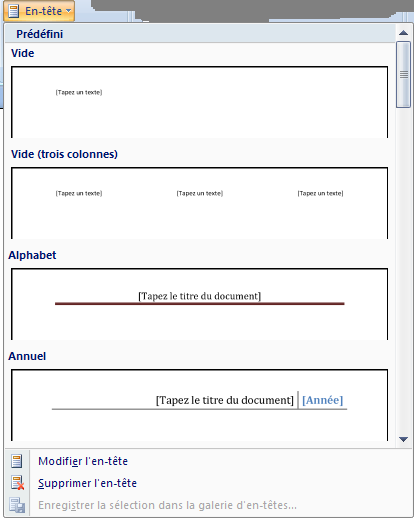 En-tête
Prédéfini
Vide
[Tapez un texte]
Vide (trois colonnes)
[Tapez un texte] [Tapez un texte] [Tapez un texte]
Alphabet
[Tapez le titre du document]
Annuel
[Tapez le titre du document] [Année]
Modifier l'en-tête
Supprimer l'en-tête
Enregistrer la sélection dans la galerie d'en-têtes...